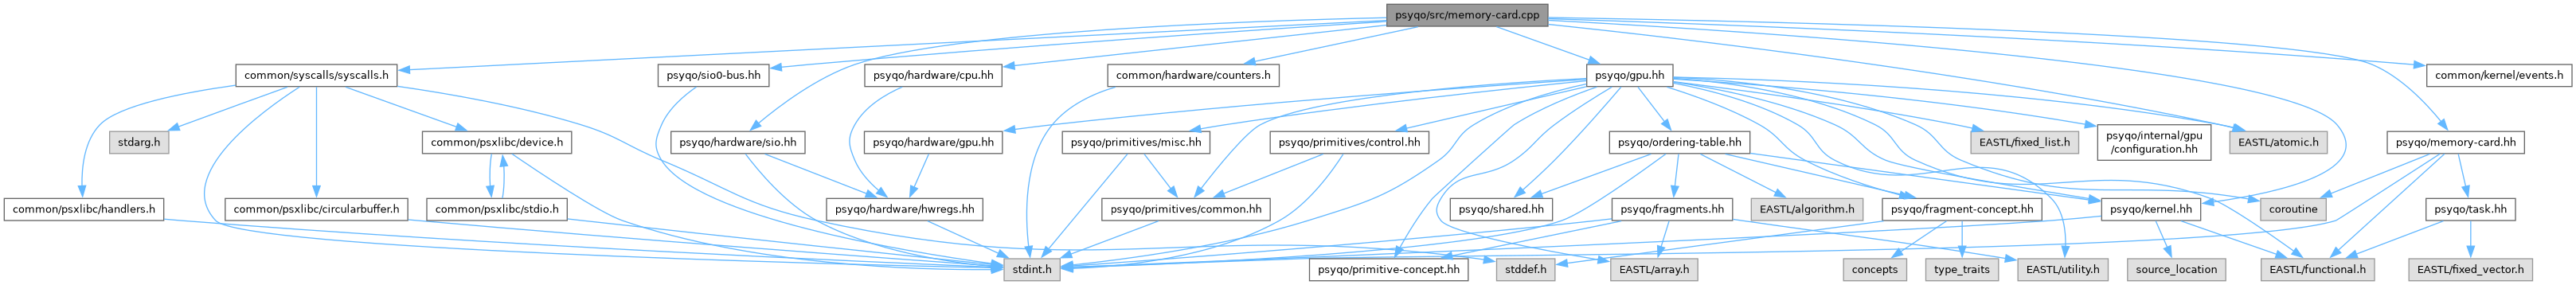 psyqo/src/memory-card.cpp
common/syscalls/syscalls.h
psyqo/sio0-bus.hh
psyqo/hardware/cpu.hh
common/hardware/counters.h
psyqo/gpu.hh
common/kernel/events.h
stdarg.h
common/psxlibc/device.h
psyqo/hardware/sio.hh
psyqo/hardware/gpu.hh
psyqo/primitives/misc.hh
psyqo/primitives/control.hh
psyqo/ordering-table.hh
EASTL/fixed_list.h
psyqo/internal/gpu
/configuration.hh
EASTL/atomic.h
psyqo/memory-card.hh
common/psxlibc/handlers.h
common/psxlibc/circularbuffer.h
common/psxlibc/stdio.h
psyqo/hardware/hwregs.hh
psyqo/primitives/common.hh
psyqo/shared.hh
psyqo/fragments.hh
EASTL/algorithm.h
psyqo/fragment-concept.hh
psyqo/kernel.hh
coroutine
psyqo/task.hh
stdint.h
psyqo/primitive-concept.hh
stddef.h
EASTL/array.h
concepts
type_traits
EASTL/utility.h
source_location
EASTL/functional.h
EASTL/fixed_vector.h